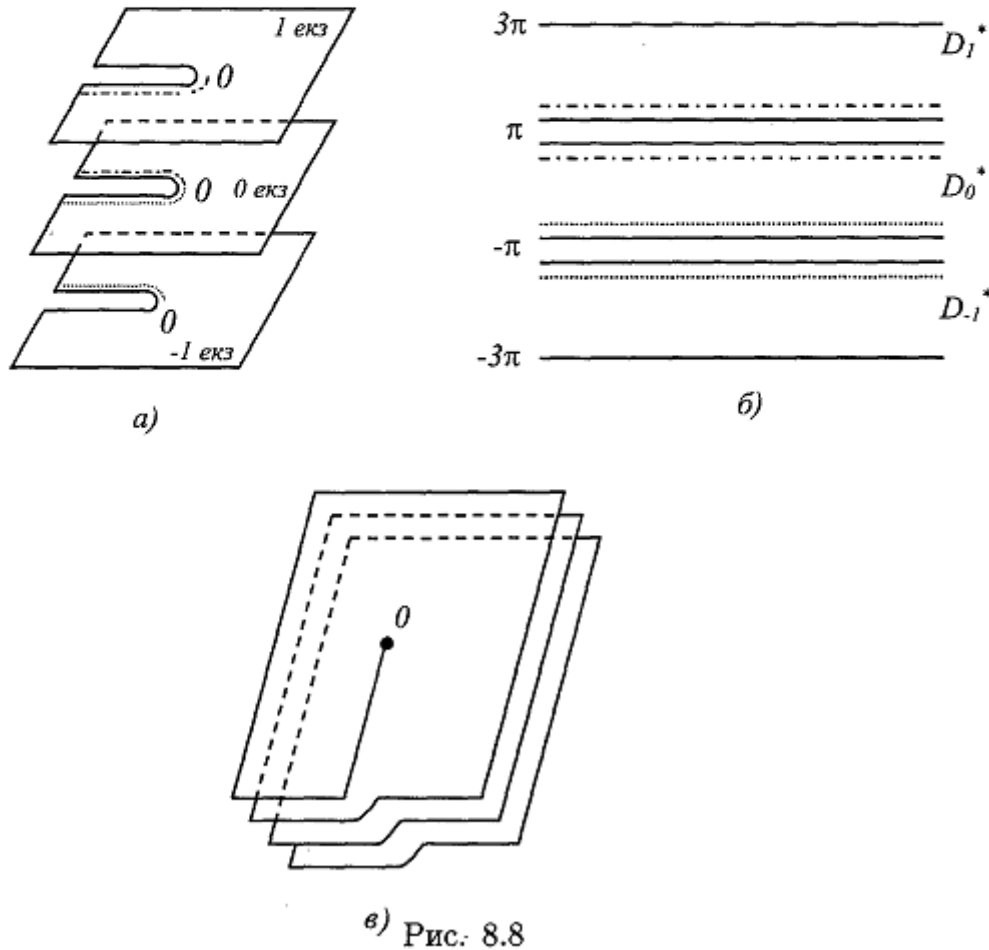 1 екз
0
0
0 екз
0
-1 екз
а)
3π
D₁*
π
D₀*
-π
D₋₁*
-3π
б)
0
в) Рис. 8.8